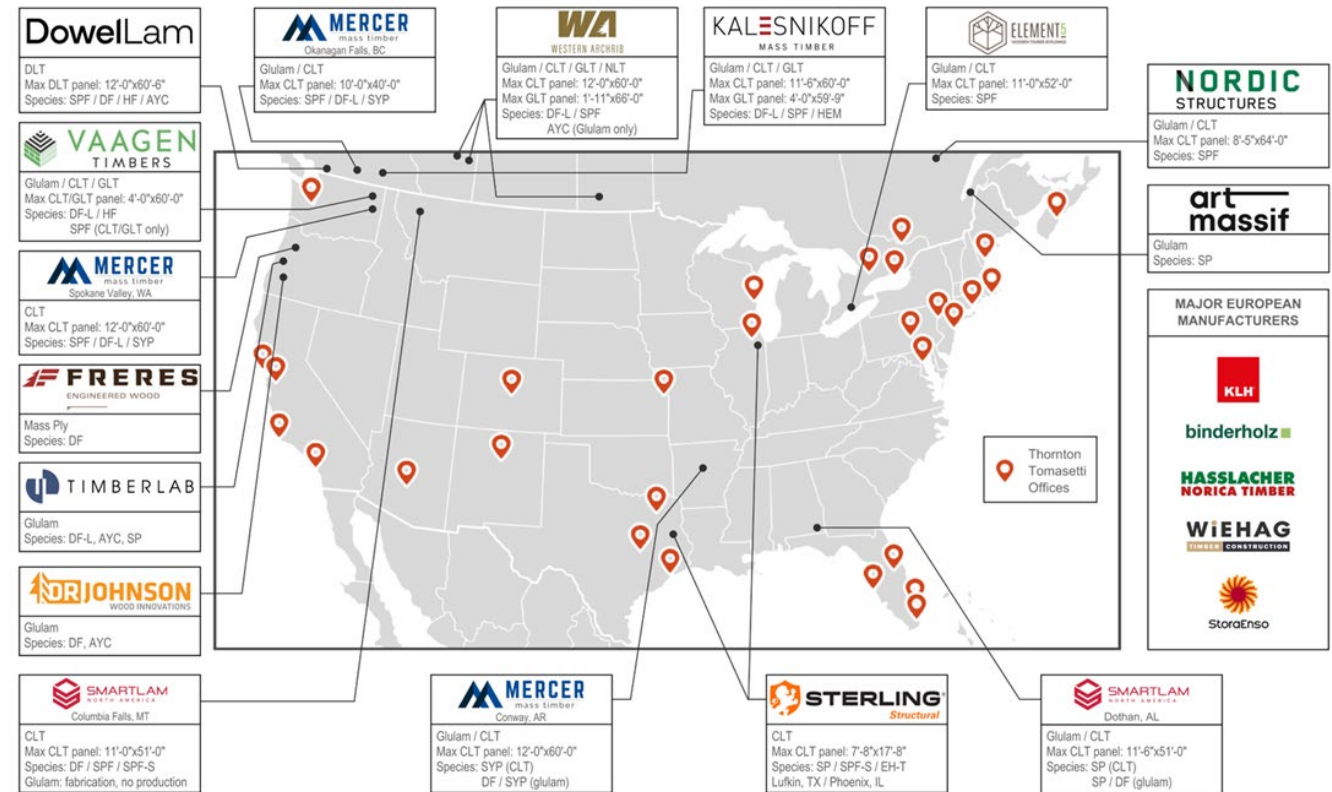 DowelLam
DLT
Max DLT panel: 12'-0"x60'-6"
Species: SPF / DF / HF / AYC
MERCER
mass timber
Okanagan Falls, BC
Glulam / CLT
Max CLT panel: 10'-0"x40'-0"
Species: SPF / DF-L / SYP
WA
WESTERN ARCHRIB
Glulam / CLT / GLT / NLT
Max CLT panel: 12'-0"x60'-0"
Max GLT panel: 1'-11"x66'-0"
Species: DF-L / SPF
AYC (Glulam only)
KALESNIKOFF
MASS TIMBER
Glulam / CLT / GLT
Max CLT panel: 11'-6"x60'-0"
Max GLT panel: 4'-0"x59'-9"
Species: DF-L / SPF / HEM
ELEMENT5
MODERN TIMBER BUILDINGS
Glulam / CLT
Max CLT panel: 11'-0"x52'-0"
Species: SPF
NORDIC
STRUCTURES
Glulam / CLT
Max CLT panel: 8'-5"x64'-0"
Species: SPF
VAAGEN
TIMBERS
Glulam / CLT / GLT
Max CLT/GLT panel: 4'-0"x60'-0"
Species: DF-L / HF
SPF (CLT/GLT only)
art
massif
Glulam
Species: SP
MERCER
mass timber
Spokane Valley, WA
CLT
Max CLT panel: 12'-0"x60'-0"
Species: SPF / DF-L / SYP
FRERES
ENGINEERED WOOD
Mass Ply
Species: DF
TIMBERLAB
Glulam
Species: DF-L, AYC, SP
DRJOHNSON
WOOD INNOVATIONS
Glulam
Species: DF, AYC
MAJOR EUROPEAN
MANUFACTURERS
KLH
binderholz
HASSLACHER
NORICA TIMBER
WiEHAG
TIMBER CONSTRUCTION
StoraEnso
Thornton
Tomasetti
Offices
SMARTLAM
NORTH AMERICA
Columbia Falls, MT
CLT
Max CLT panel: 11'-0"x51'-0"
Species: DF / SPF / SPF-S
Glulam: fabrication, no production
MERCER
mass timber
Conway, AR
Glulam / CLT
Max CLT panel: 12'-0"x60'-0"
Species: SYP (CLT)
DF / SYP (glulam)
STERLING
Structural
CLT
Max CLT panel: 7'-8"x17'-8"
Species: SP / SPF-S / EH-T
Lufkin, TX / Phoenix, IL
SMARTLAM
NORTH AMERICA
Dothan, AL
Glulam / CLT
Max CLT panel: 11'-6"x51'-0"
Species: SP (CLT)
SP / DF (glulam)